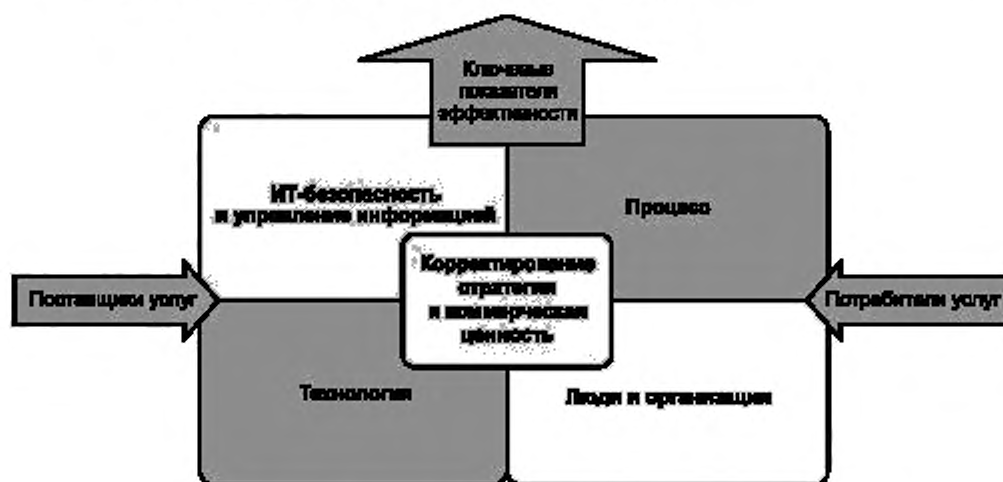 Ключевые
показатели
эффективности
ИТ-безопасность
и управление информацией
Процесс
Корректирование
стратегии
и коммерческая
ценность
Поставщики услуг
Потребители услуг
Технология
Люди и организация